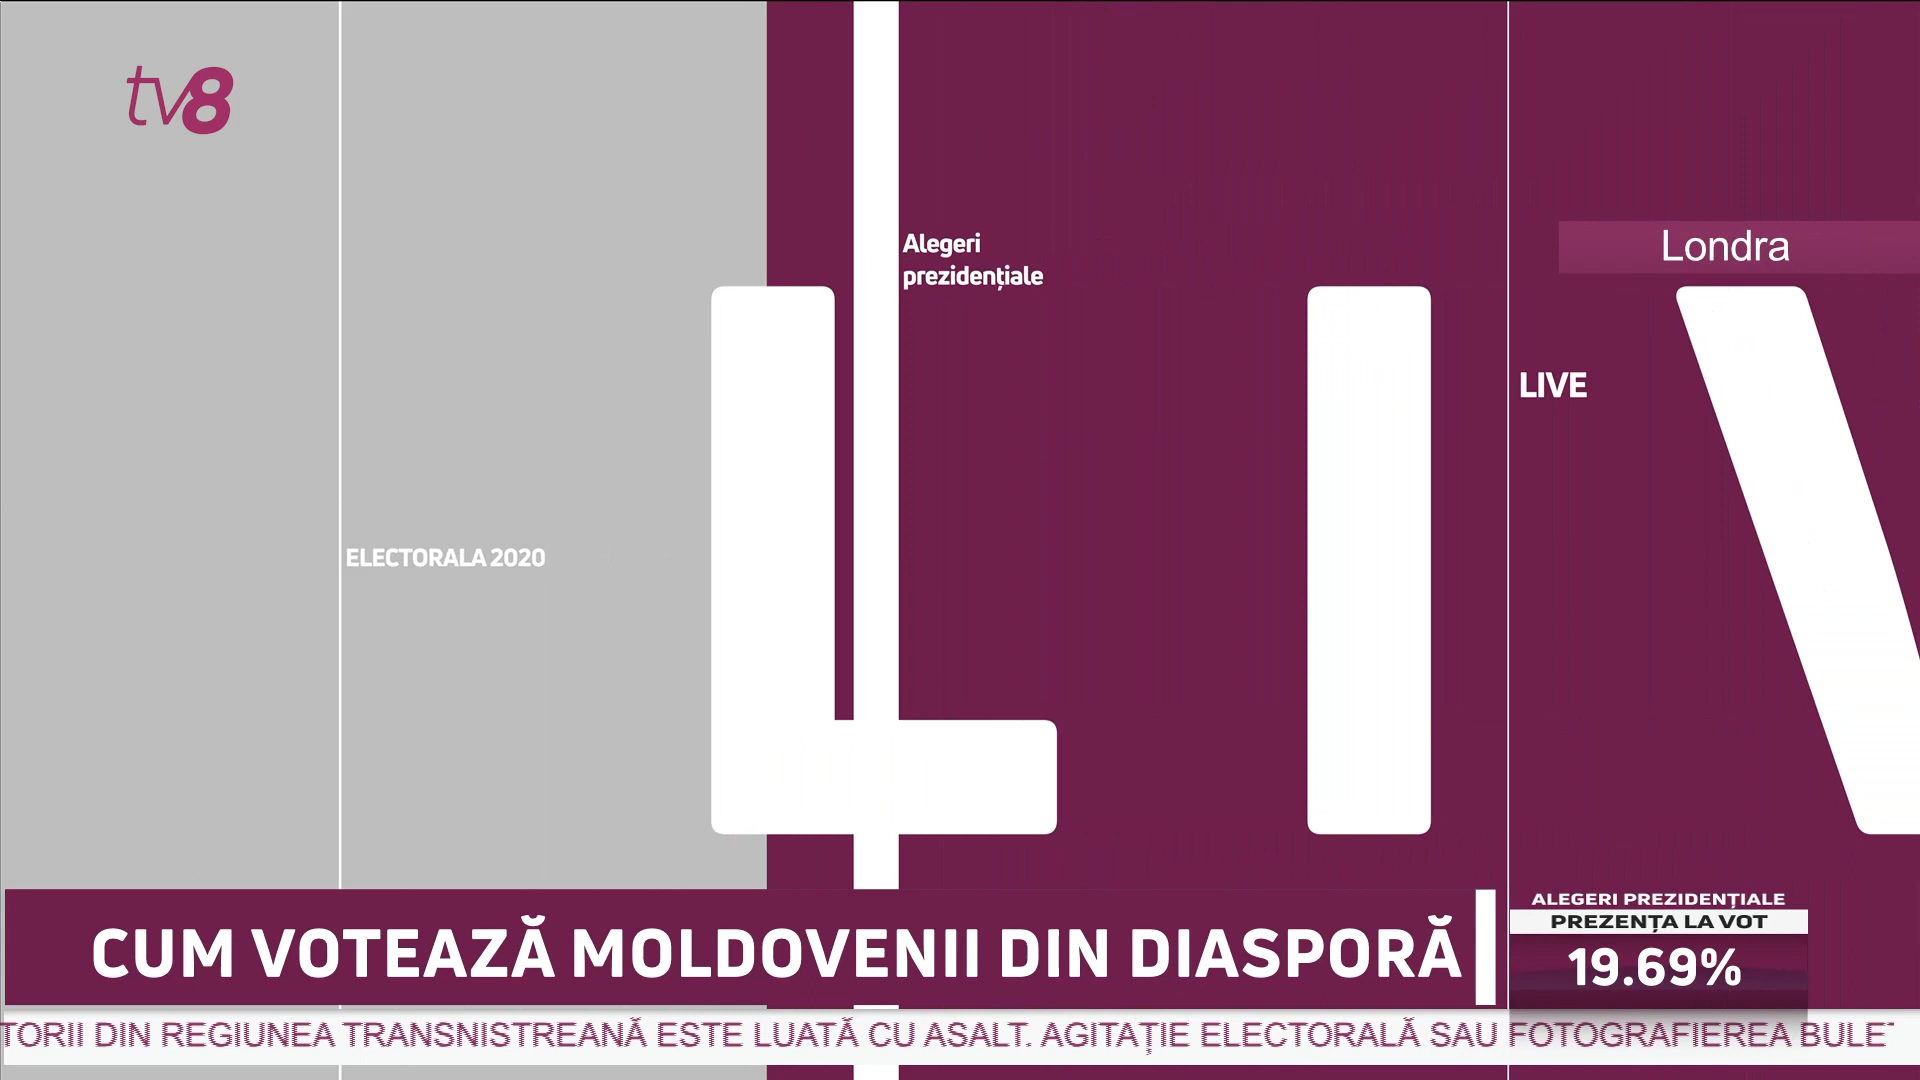 tv8
Alegeri
prezidențiale
Londra
LIVE
ELECTORALA 2020
LIV
CUM VOTEAZĂ MOLDOVENII DIN DIASPORĂ
ALEGERI PREZIDENȚIALE
PREZENȚA LA VOT
19.69%
TORII DIN REGIUNEA TRANSNISTREANĂ ESTE LUATĂ CU ASALT. AGITAȚIE ELECTORALĂ SAU FOTOGRAFIEREA BULE